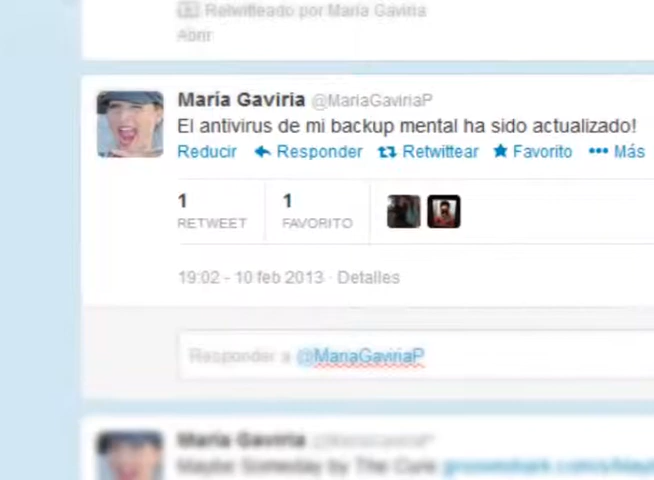 Retwitteado por María Gaviria
Abrir
María Gaviria @MariaGaviriaP
El antivirus de mi backup mental ha sido actualizado!
Reducir Responder Retwittear Favorito Más
1 1
RETWEET FAVORITO
19:02 - 10 feb 2013 · Detalles
Responder a @MariaGaviriaP
María Gaviria @MariaGaviriaP
Maybe Someday by The Cure